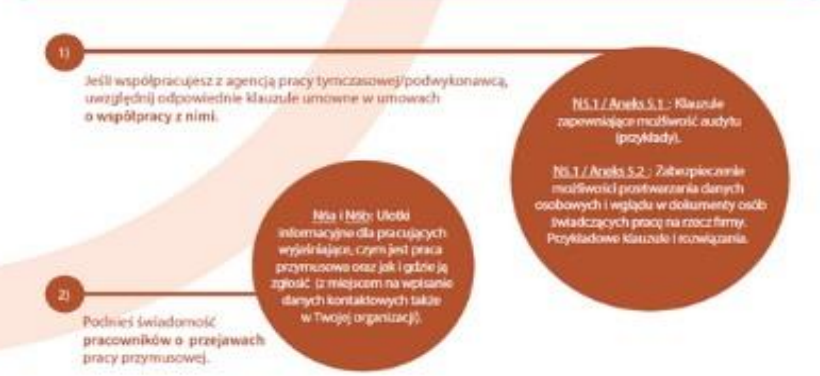 1)
Jeśli współpracujesz z agencją pracy tymczasowej/podwykonawcą,
uwzględnij odpowiednie klauzule umowne w umowach
o współpracy z nimi.
N5.1 / Aneks 5.1 : Klauzule
zapewniające możliwość audytu
(przykłady).
N5.1 / Aneks 5.2 : Zabezpieczenie
możliwości przetwarzania danych
osobowych i wglądu w dokumenty osób
świadczących pracę na rzecz firmy.
Przykładowe klauzule i rozwiązania.
N6a i N6b: Ulotki
informacyjne dla pracujących
wyjaśniające, czym jest praca
przymusowa oraz jak i gdzie ją
zgłosić (z miejscem na wpisanie
danych kontaktowych także
w Twojej organizacji).
2)
Podnieś świadomość
pracowników o przejawach
pracy przymusowej.